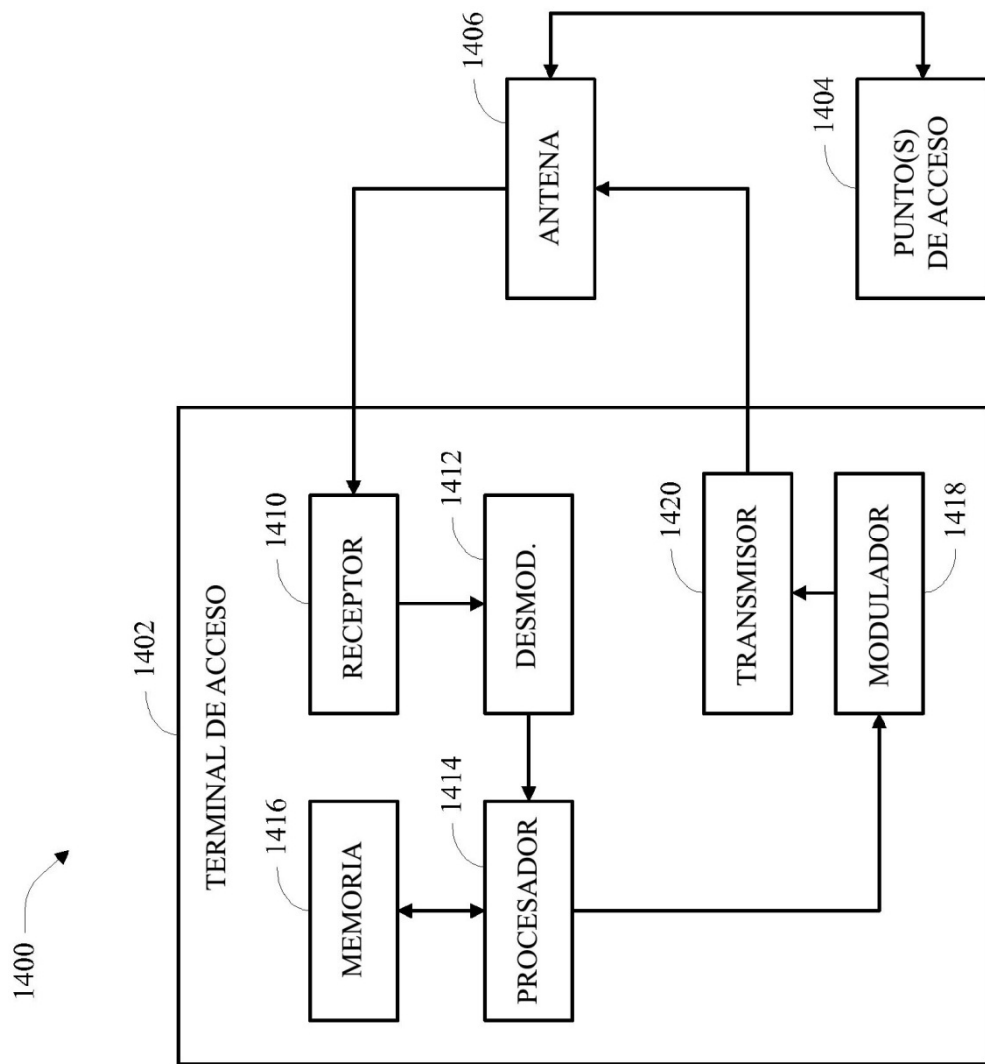 1400
1402
TERMINAL DE ACCESO
1416
MEMORIA
1414
PROCESADOR
1410
RECEPTOR
1412
DESMOD.
1420
TRANSMISOR
MODULADOR
1418
1406
ANTENA
1404
PUNTO(S)
DE ACCESO